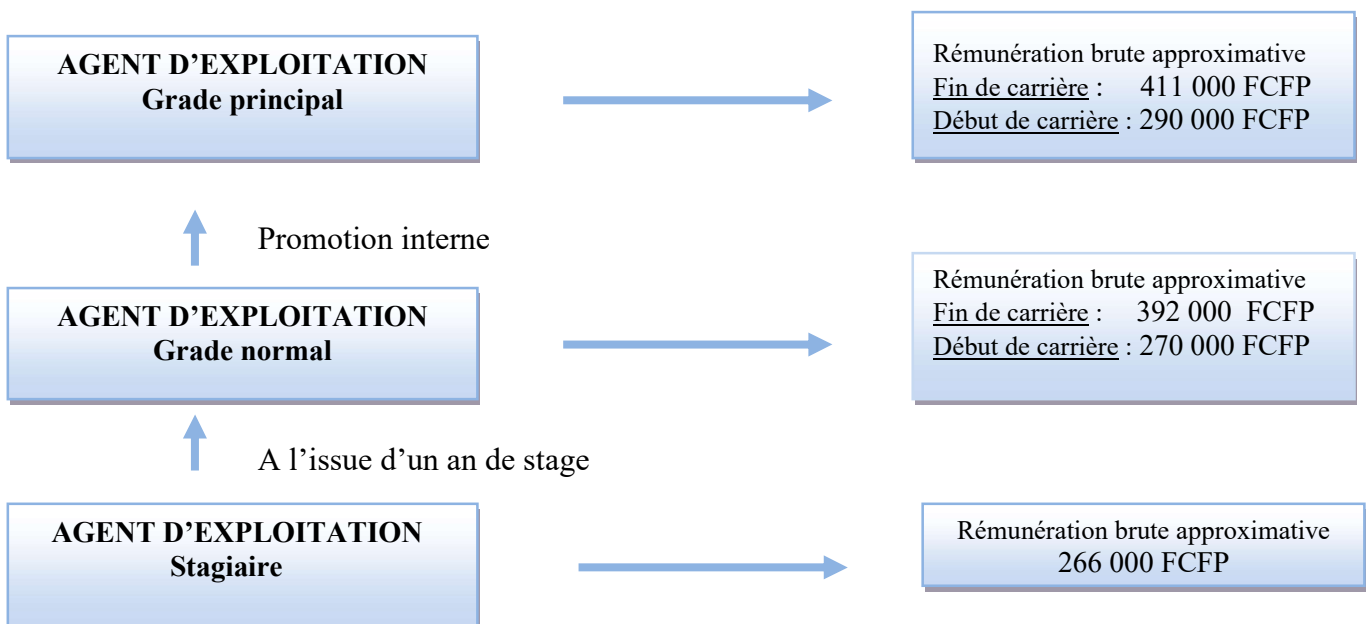 AGENT D'EXPLOITATION
Grade principal
Rémunération brute approximative
Fin de carrière : 411 000 FCFP
Début de carrière : 290 000 FCFP
Promotion interne
AGENT D'EXPLOITATION
Grade normal
Rémunération brute approximative
Fin de carrière : 392 000 FCFP
Début de carrière : 270 000 FCFP
A l’issue d’un an de stage
AGENT D'EXPLOITATION
Stagiaire
Rémunération brute approximative
266 000 FCFP